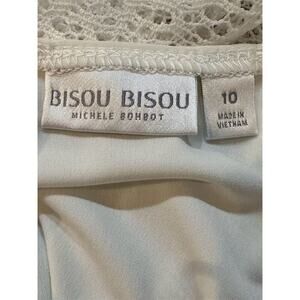 BISOU BISOU
MICHELE BOHBOT
10
MADE IN
VIETNAM